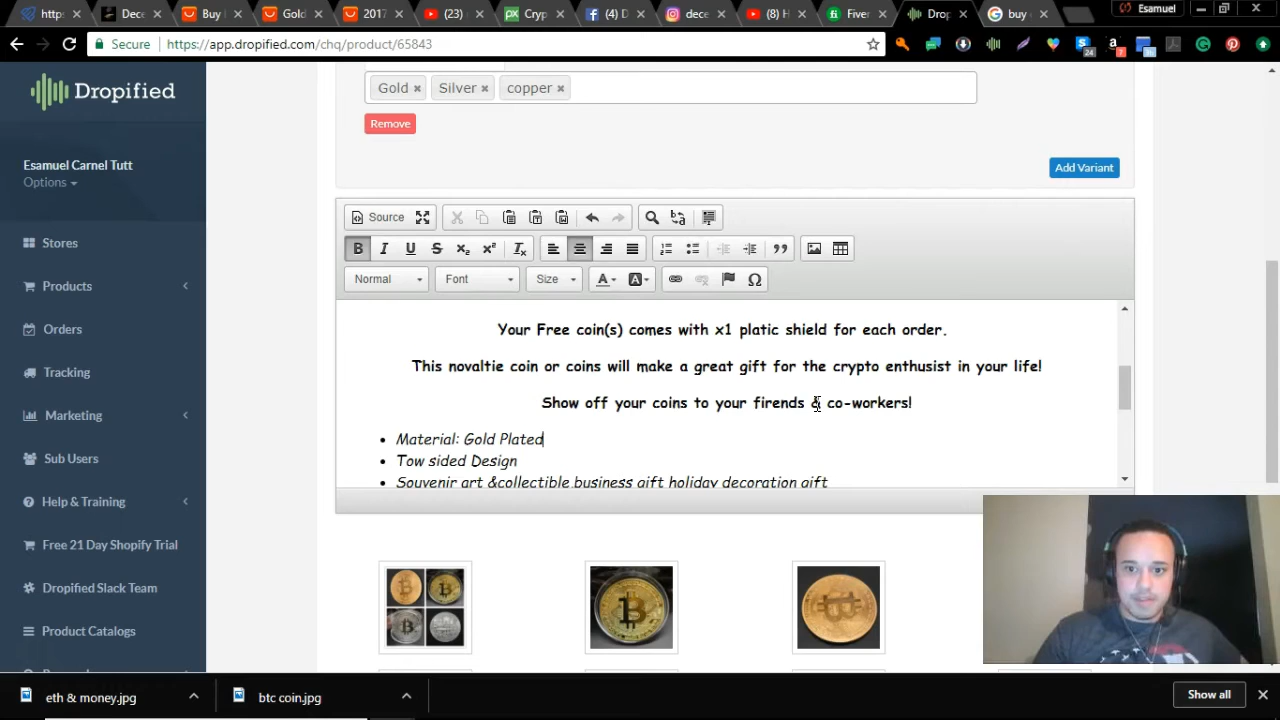 https
Dece
Buy
Gold
2017
(23)
Cryp
(4) D
dece
(8) H
Fiver
Drop
buy
Esamuel
Secure
https://app.dropified.com/chq/product/65843
24
7
Dropified
Gold
Silver
copper
Remove
Esamuel Carnel Tutt
Options
Add Variant
Source
Normal
Font
Size
Stores
Products
Orders
Tracking
Marketing
Sub Users
Help & Training
Free 21 Day Shopify Trial
Dropified Slack Team
Product Catalogs
Your Free coin(s) comes with x1 platic shield for each order.
This novaltie coin or coins will make a great gift for the crypto enthusist in your life!
Show off your coins to your firends & co-workers!
Material: Gold Plated
Tow sided Design
Souvenir art &collectible business gift holiday decoration gift
eth & money.jpg
btc coin.jpg
Show all